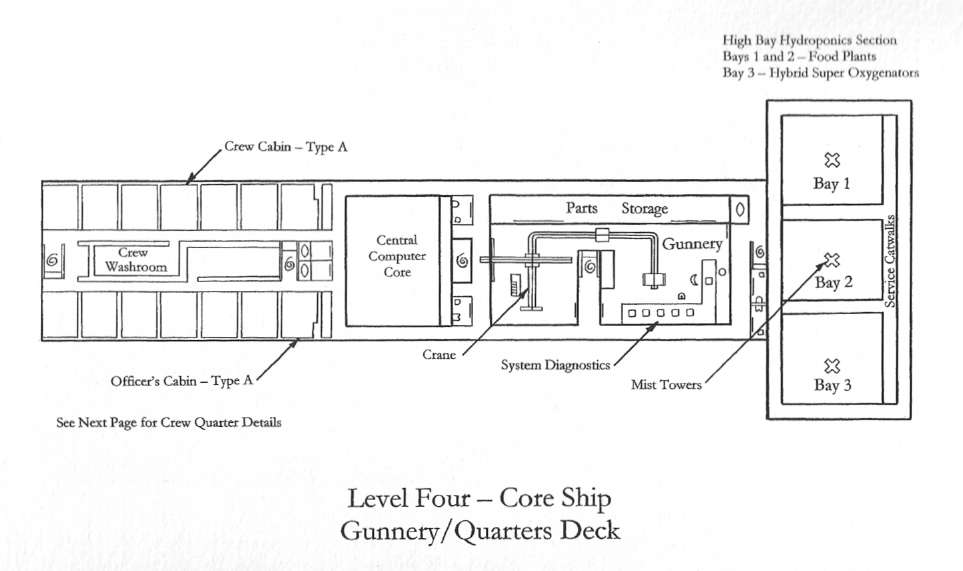 High Bay Hydroponics Section
Bays 1 and 2 – Food Plants
Bay 3 – Hybrid Super Oxygenators
Crew Cabin – Type A
Bay 1
Parts Storage
Gunnery
Central
Computer
Core
Crew
Washroom
Service Catwalks
Bay 2
Crane
System Diagnostics
Mist Towers
Bay 3
Officer's Cabin – Type A
See Next Page for Crew Quarter Details
Level Four – Core Ship
Gunnery/Quarters Deck